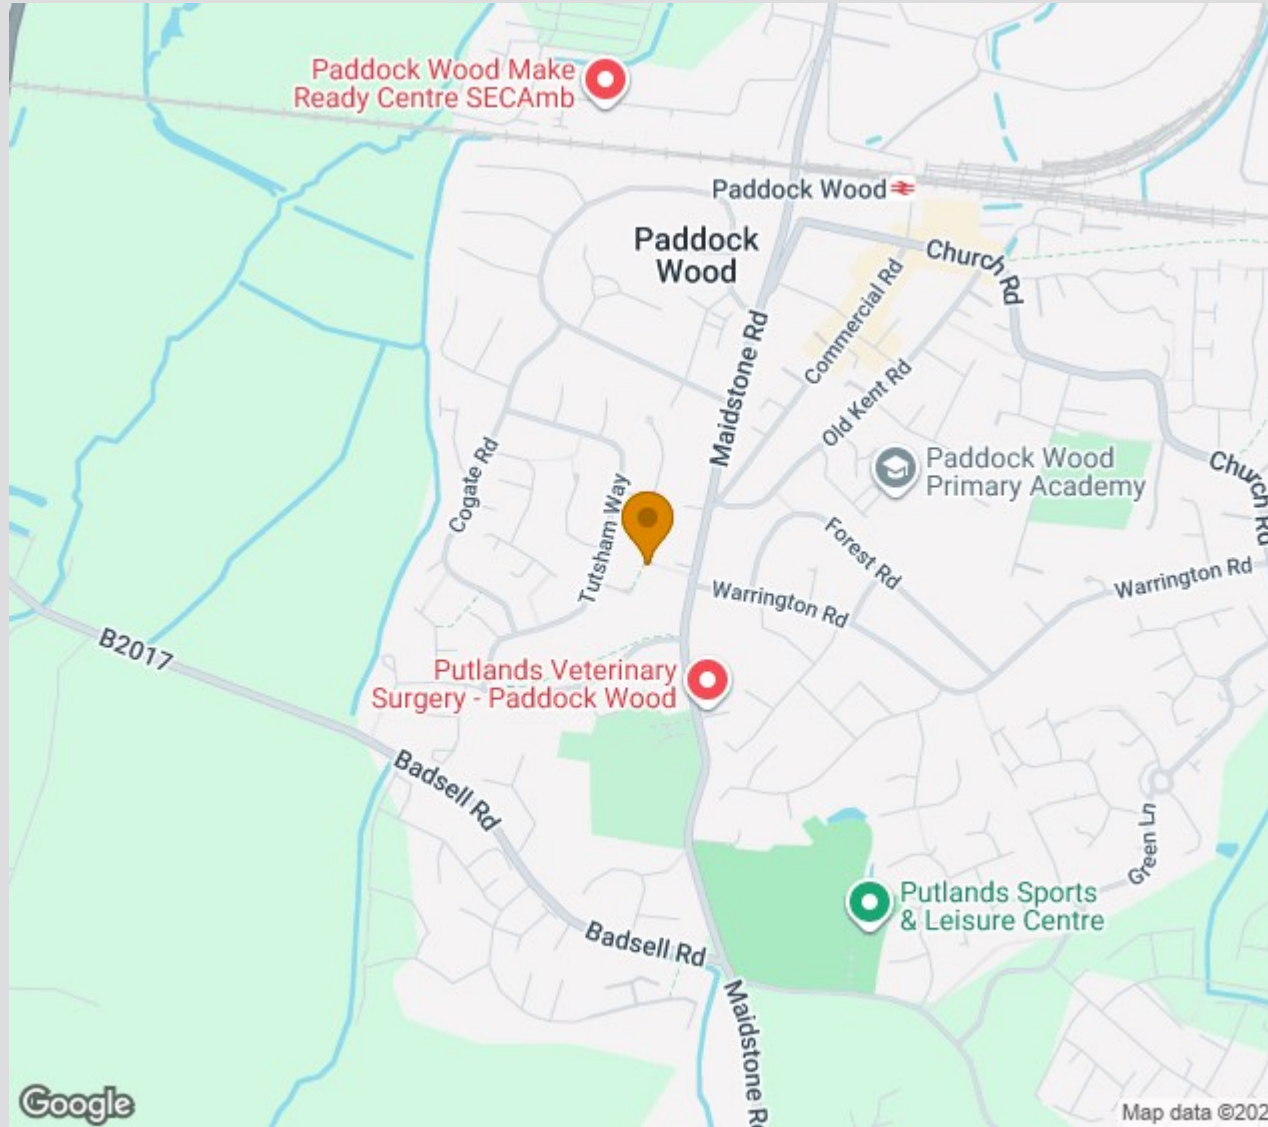 Paddock Wood Make
Ready Centre SECAmb
Paddock Wood
Paddock
Wood
Church Rd
Commercial Rd
Maidstone Rd
Old Kent Rd
Cogate Rd
Paddock Wood
Primary Academy
Church Rd
Tutsham Way
Forest Rd
Warrington Rd
Warrington Rd
B2017
Putlands Veterinary
Surgery - Paddock Wood
Badsell Rd
Green Ln
Putlands Sports
& Leisure Centre
Badsell Rd
Maidstone Rd
Google
Map data ©202